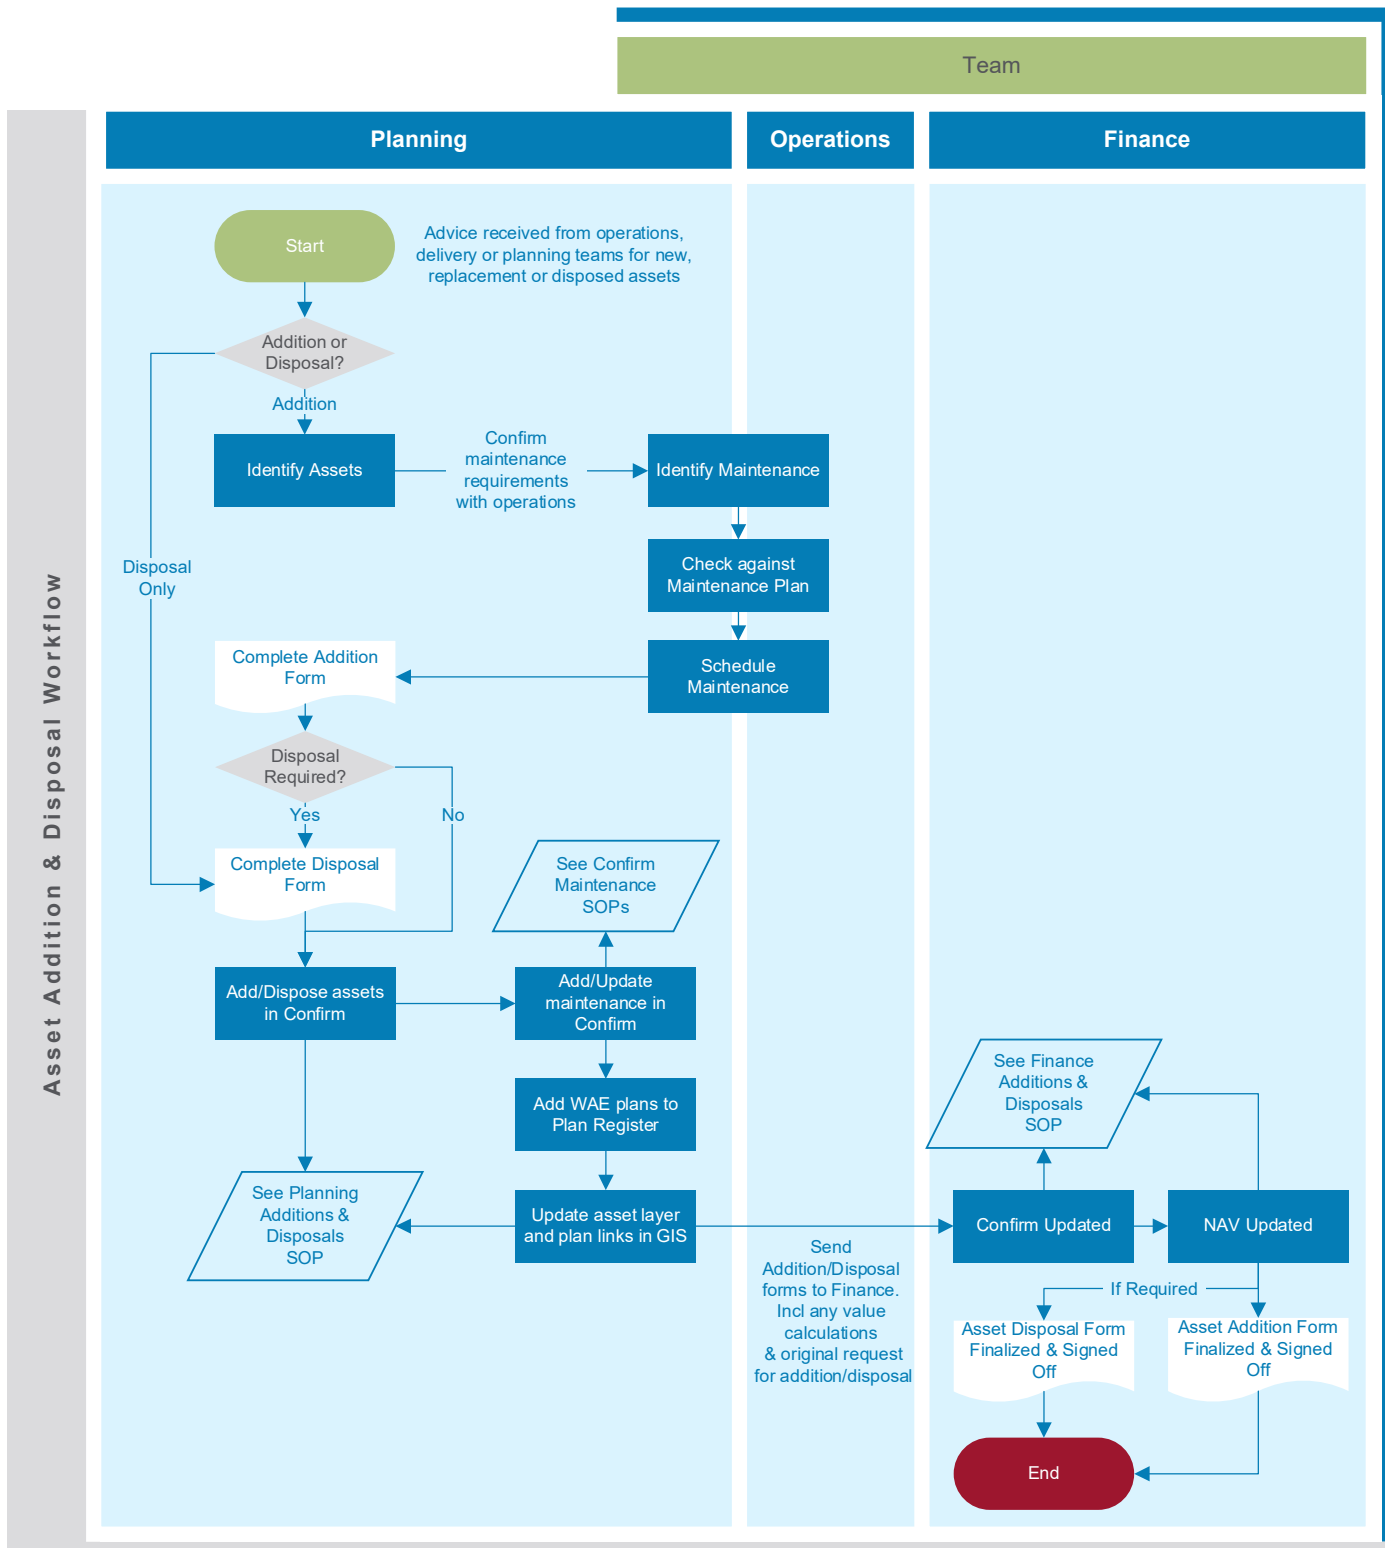 Team
Planning
Operations
Finance
Asset Addition & Disposal Workflow
Start
Advice received from operations,
delivery or planning teams for new,
replacement or disposed assets
Addition or
Disposal?
Addition
Identify Assets
Confirm
maintenance
requirements
with operations
Identify Maintenance
Disposal
Only
Check against
Maintenance Plan
Complete Addition
Form
Schedule
Maintenance
Disposal
Required?
Yes
No
Complete Disposal
Form
See Confirm
Maintenance
SOPs
Add/Dispose assets
in Confirm
Add/Update
maintenance in
Confirm
Add WAE plans to
Plan Register
See Finance
Additions &
Disposals
SOP
See Planning
Additions &
Disposals
SOP
Update asset layer
and plan links in GIS
Send
Addition/Disposal
forms to Finance.
Incl any value
calculations
& original request
for addition/disposal
Confirm Updated
NAV Updated
If Required
Asset Disposal Form
Finalized & Signed
Off
Asset Addition Form
Finalized & Signed
Off
End